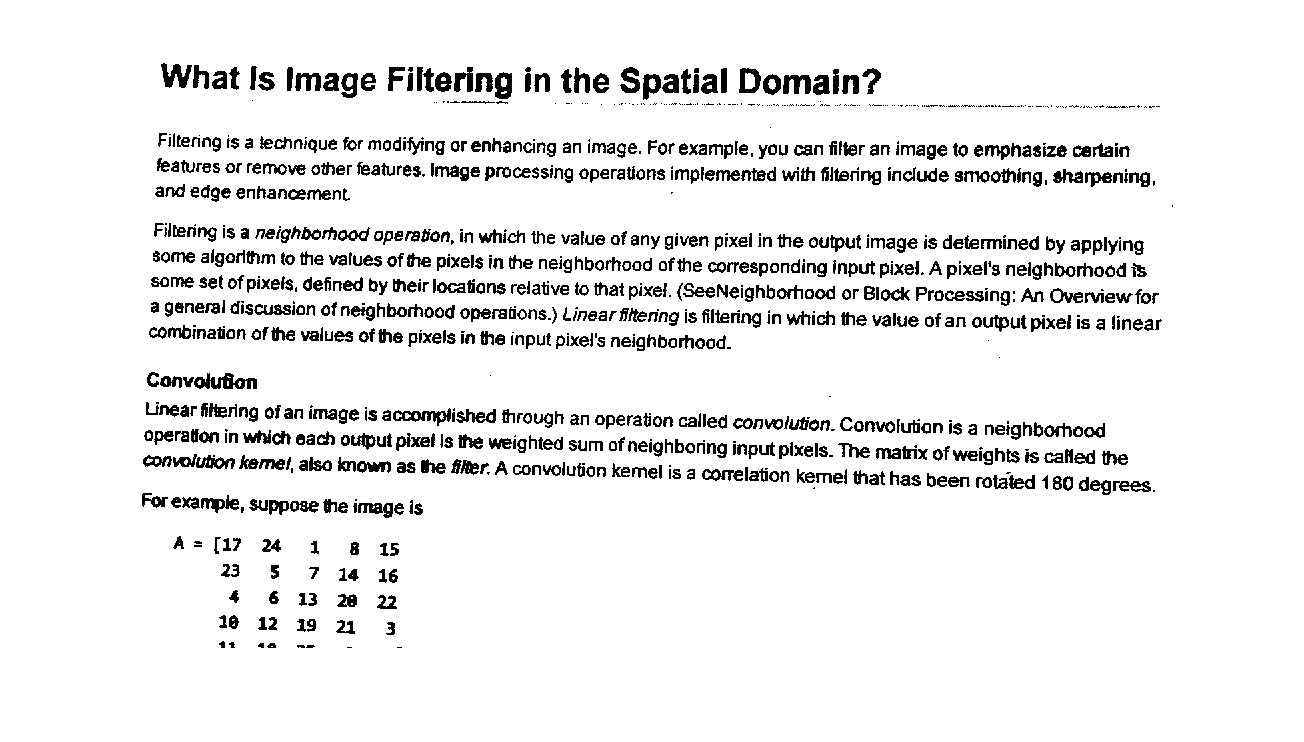 What Is Image Filtering in the Spatial Domain?
Filtering is a technique for modifying or enhancing an image. For example, you can filter an image to emphasize certain
features or remove other features. Image processing operations implemented with filtering include smoothing, sharpening,
and edge enhancement.
Filtering is a neighborhood operation, in which the value of any given pixel in the output image is determined by applying
some algorithm to the values of the pixels in the neighborhood of the corresponding input pixel. A pixel's neighborhood is
some set of pixels, defined by their locations relative to that pixel. (SeeNeighborhood or Block Processing: An Overview for
a general discussion of neighborhood operations.) Linear filtering is filtering in which the value of an output pixel is a linear
combination of the values of the pixels in the input pixel's neighborhood.
Convolution
Linear filtering of an image is accomplished through an operation called convolution. Convolution is a neighborhood
operation in which each output pixel is the weighted sum of neighboring input pixels. The matrix of weights is called the
convolution kernel, also known as the filter. A convolution kernel is a correlation kernel that has been rotated 180 degrees.
For example, suppose the image is
A = [17 24 1 8 15
23 5 7 14 16
4 6 13 20 22
10 12 19 21 3